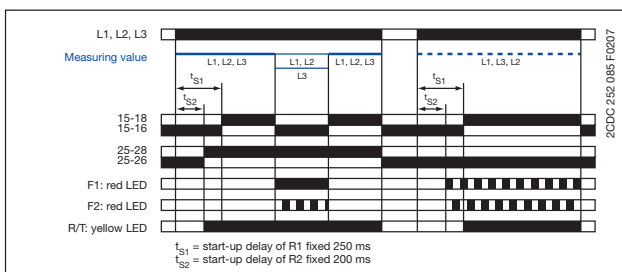 L1, L2, L3
Measuring value
L1, L2, L3
L1, L2
L3
L1, L2, L3
L1, L3, L2
tS1
tS2
tS1
tS2
15-18
15-16
25-28
25-26
F1: red LED
F2: red LED
R/T: yellow LED
tS1 = start-up delay of R1 fixed 250 ms
tS2 = start-up delay of R2 fixed 200 ms
2CDC 252 085 F0207